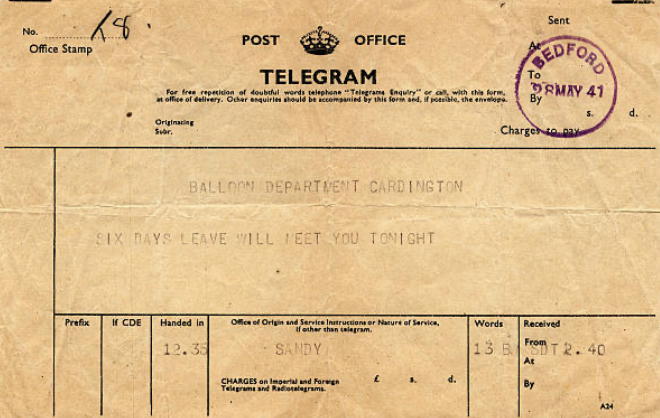 No. 78
Office Stamp
POST OFFICE
TELEGRAM
For free repetition of doubtful words telephone "Telegrams Enquiry" or call, with this form,
at office of delivery. Other enquiries should be accompanied by this form and, if possible, the envelope.
Originating
Subr.
Sent
At
To
By
s. d.
Charges to pay
BEDFORD
28 MAY 41
BALLOON DEPARTMENT CARDINGTON
SIX DAYS LEAVE WILL MEET YOU TONIGHT
Prefix
If CDE
Handed in
12.35
Office of Origin and Service Instructions or Nature of Service,
if other than telegram.
SANDY
CHARGES on Imperial and Foreign £ s. d.
Telegrams and Radiotelegrams.
Words
13
Received
From
2.40
At
By
A24